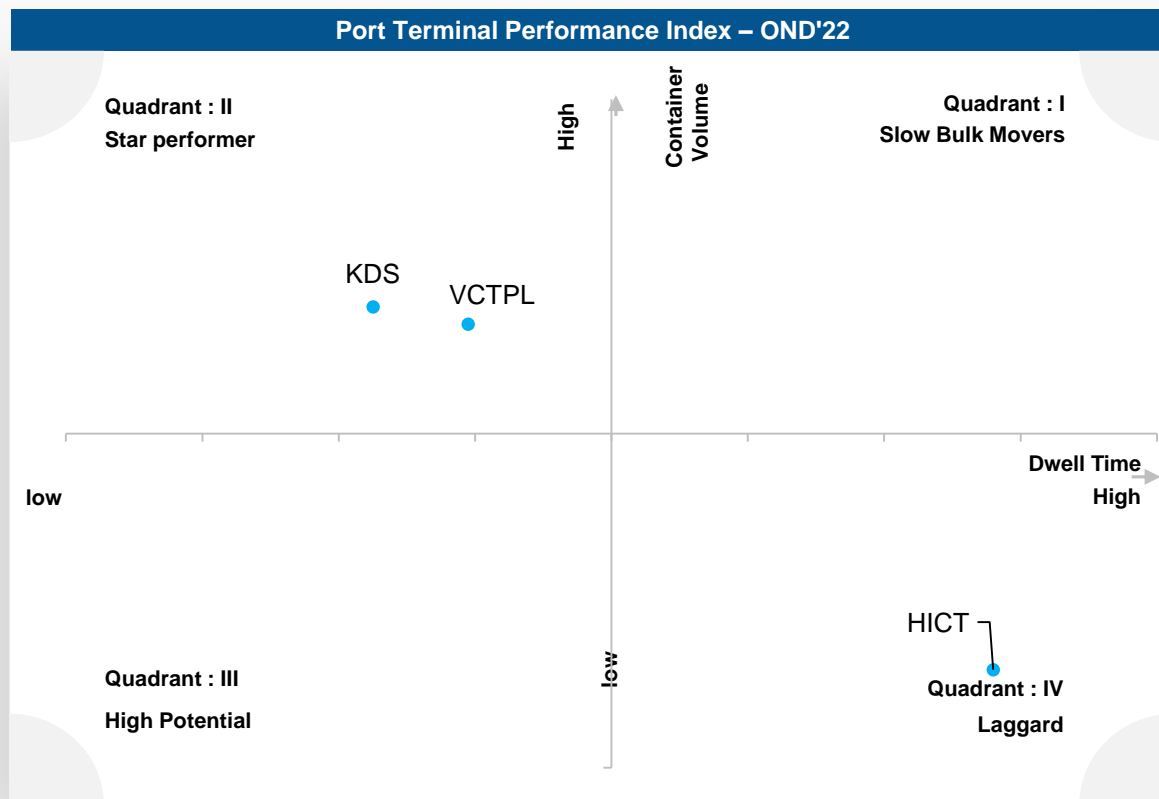 Port Terminal Performance Index – OND'22
Quadrant : II
Star performer
High
Container
Volume
Quadrant : I
Slow Bulk Movers
KDS
VCTPL
Dwell Time
High
low
HICT
low
Quadrant : III
High Potential
Quadrant : IV
Laggard